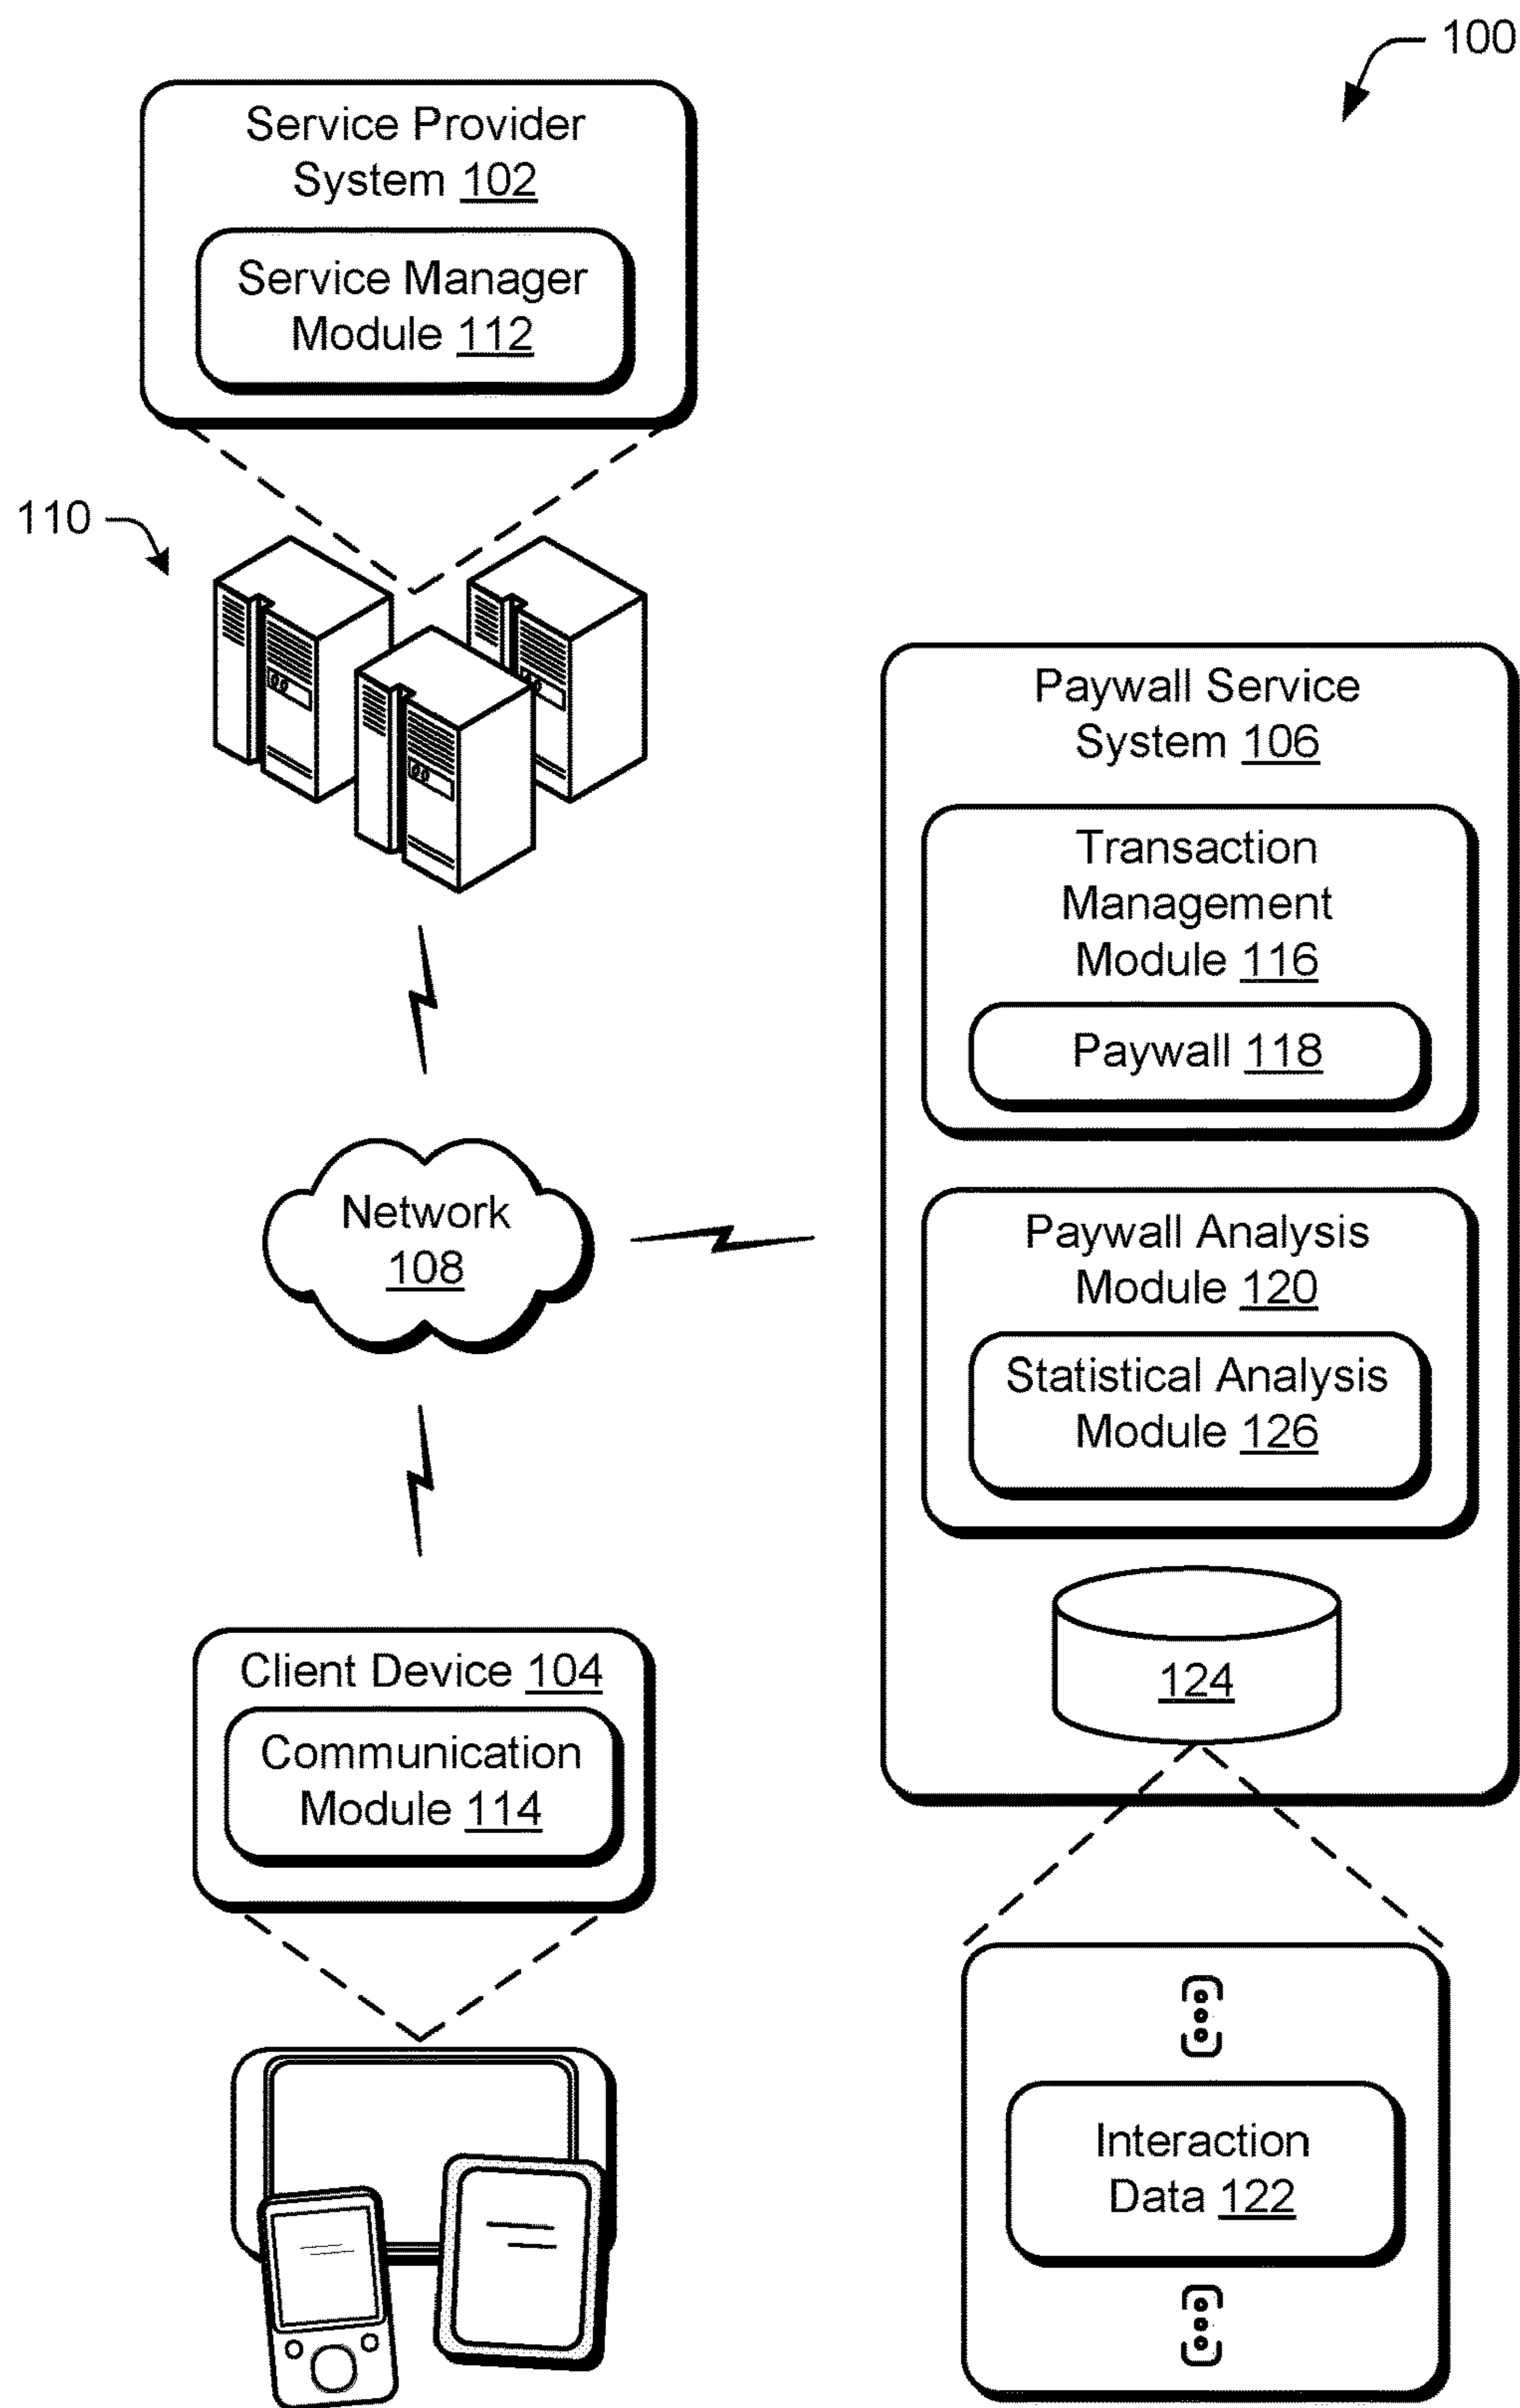 100
Service Provider
System 102
Service Manager
Module 112
110
Paywall Service
System 106
Transaction
Management
Module 116
Paywall 118
Network
108
Paywall Analysis
Module 120
Statistical Analysis
Module 126
124
Client Device 104
Communication
Module 114
Interaction
Data 122